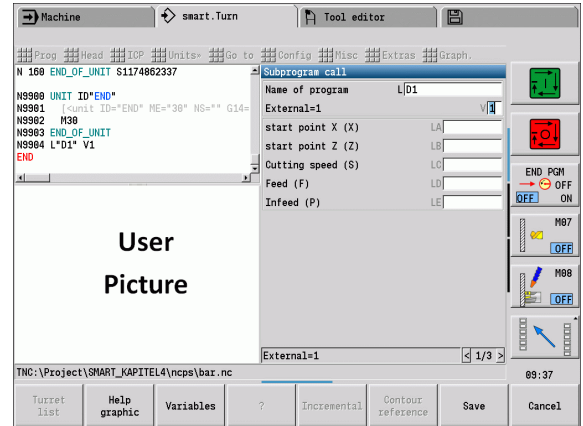 Machine
smart.Turn
Tool editor
Prog Head ICP Units» Go to Config Misc Extras Graph.
N 160 END_OF_UNIT S1174862337
N9900 UNIT ID"END"
N9901 [<unit ID="END" ME="30" NS="" G14=
N9902 M30
N9903 END_OF_UNIT
N9904 L"D1" V1
END
Subprogram call
Name of program L D1
External=1 V 1
start point X (X) LA
start point Z (Z) LB
Cutting speed (S) LC
Feed (F) LD
Infeed (P) LE
User
Picture
External=1 < 1/3 >
TNC:\Project\SMART_KAPITEL4\ncps\bar.nc
END PGM
OFF
OFF ON
M07
OFF
M08
OFF
09:37
Turret list
Help graphic
Variables
?
Incremental
Contour reference
Save
Cancel